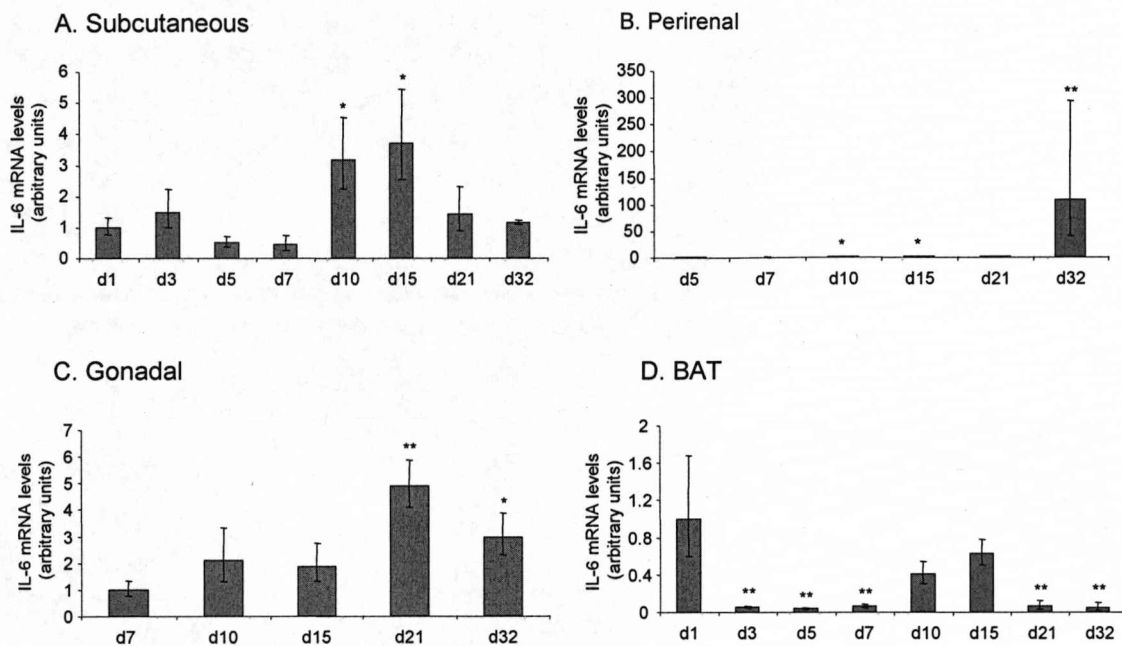 A. Subcutaneous
IL-6 mRNA levels
(arbitrary units)
6
5
4
3
2
1
0
*
*
d1 d3 d5 d7 d10 d15 d21 d32
B. Perirenal
IL-6 mRNA levels
(arbitrary units)
350
300
250
200
150
100
50
0
*
*
**
d5 d7 d10 d15 d21 d32
C. Gonadal
IL-6 mRNA levels
(arbitrary units)
7
6
5
4
3
2
1
0
**
*
d7 d10 d15 d21 d32
D. BAT
IL-6 mRNA levels
(arbitrary units)
2
1.6
1.2
0.8
0.4
0
** ** ** ** **
d1 d3 d5 d7 d10 d15 d21 d32